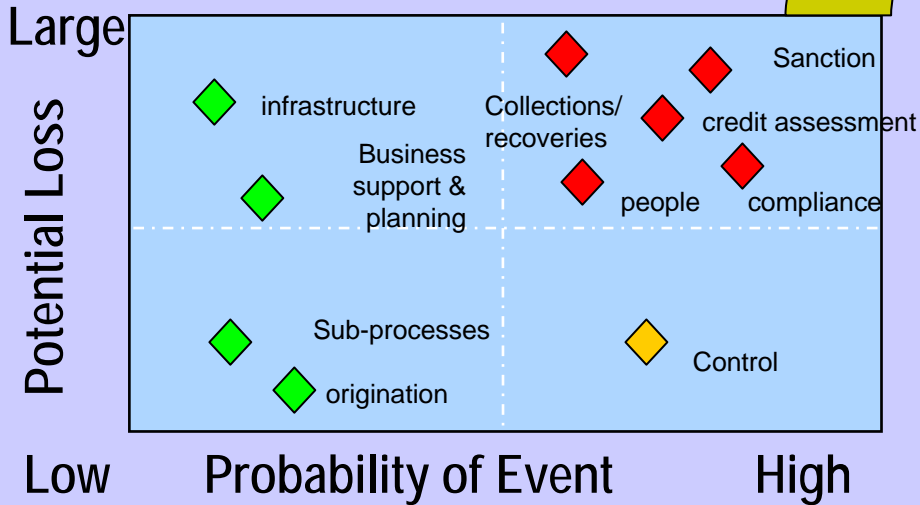 Large
Sanction
infrastructure
Collections/
recoveries
credit assessment
Business
support &
planning
people
compliance
Potential Loss
Sub-processes
Control
origination
Low
Probability of Event
High